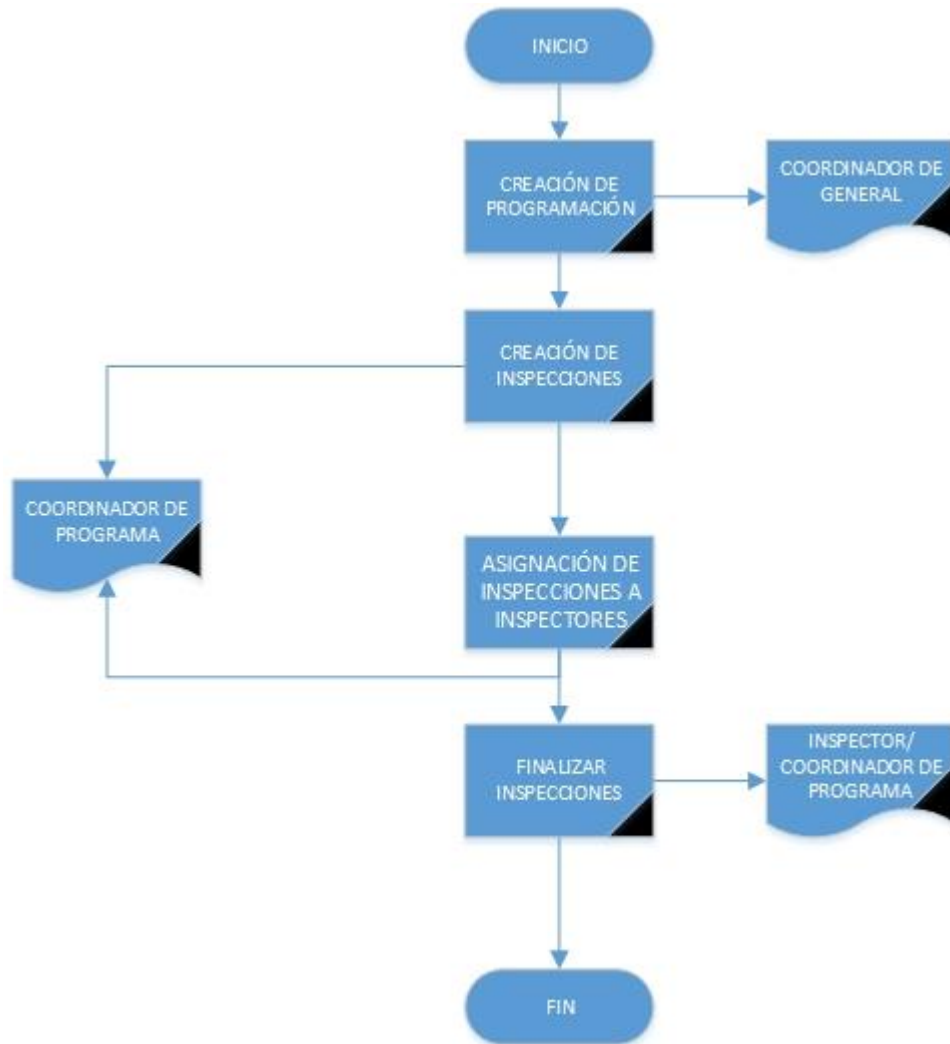 INICIO
CREACIÓN DE
PROGRAMACIÓN
COORDINADOR DE
GENERAL
CREACIÓN DE
INSPECCIONES
COORDINADOR DE
PROGRAMA
ASIGNACIÓN DE
INSPECCIONES A
INSPECTORES
FINALIZAR
INSPECCIONES
INSPECTOR/
COORDINADOR DE
PROGRAMA
FIN